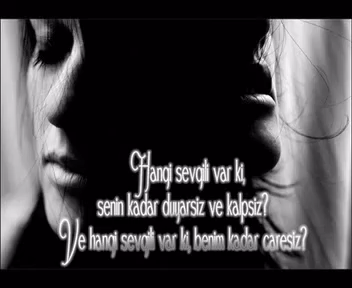 Hangi sevgili var ki,
senin kadar duyarsiz ve kalpsiz?
Ve hangi sevgili var ki, benim kadar caresiz?